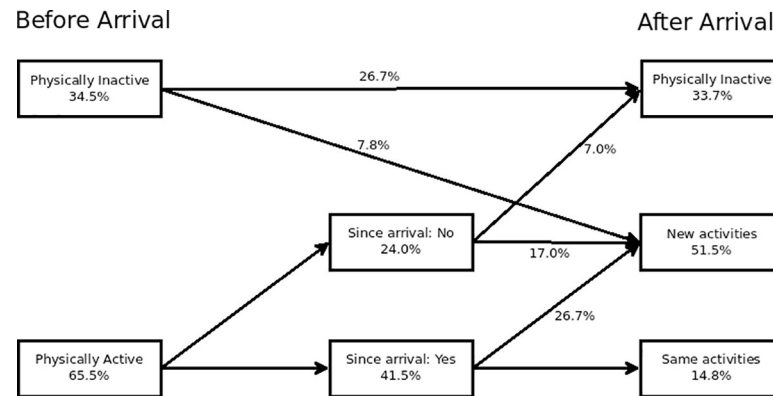 Before Arrival
After Arrival
Physically Inactive
34.5%
26.7%
Physically Inactive
33.7%
7.8%
7.0%
Since arrival: No
24.0%
17.0%
New activities
51.5%
26.7%
Physically Active
65.5%
Since arrival: Yes
41.5%
Same activities
14.8%